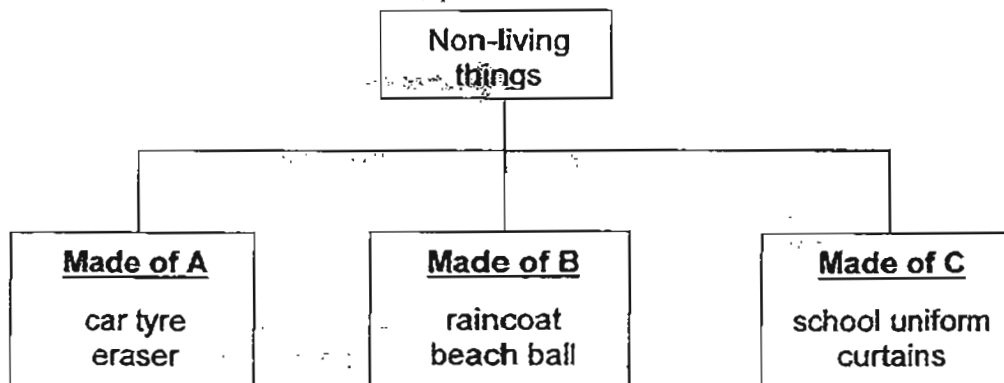 Non-living
things
Made of A
car tyre
eraser
Made of B
raincoat
beach ball
Made of C
school uniform
curtains